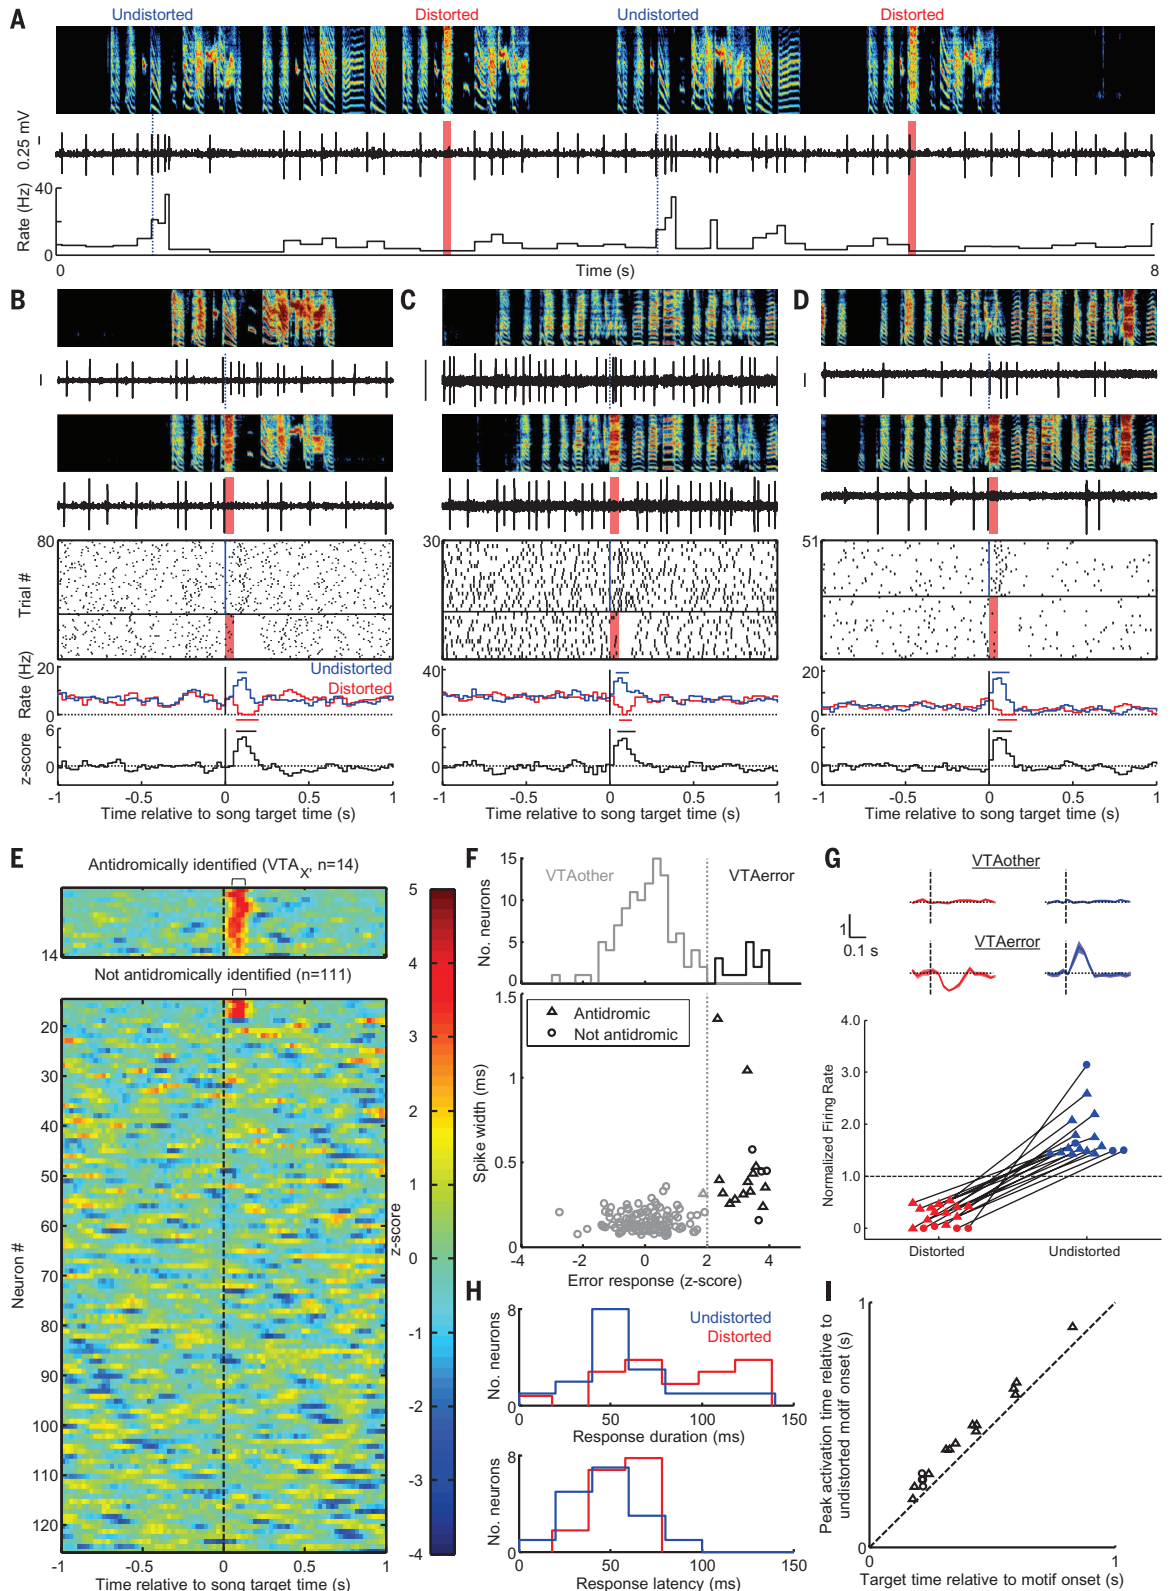 A
Undistorted
Distorted
Undistorted
Distorted
0.25 mV
40
Rate (Hz)
0
0
Time (s)
8
B
C
D
80
30
51
Trial #
20
40
20
Rate (Hz)
Undistorted
Distorted
0
0
0
6
6
6
z-score
0
0
0
-1
-0.5
0
0.5
1
-1
-0.5
0
0.5
1
-1
-0.5
0
0.5
1
Time relative to song target time (s)
Time relative to song target time (s)
Time relative to song target time (s)
E
Antidromically identified (VTAX, n=14)
14
Not antidromically identified (n=111)
20
30
40
50
60
70
80
90
100
110
120
Neuron #
-1
-0.5
0
0.5
1
Time relative to song target time (s)
5
4
3
2
1
0
-1
-2
-3
-4
z-score
F
15
10
5
0
No. neurons
VTAother
VTAerror
1.5
1
0.5
0
Spike width (ms)
Antidromic
Not antidromic
-4
-2
0
2
4
Error response (z-score)
G
VTAother
1
0.1 s
VTAerror
4.0
3.0
2.0
1.0
0
Normalized Firing Rate
Distorted
Undistorted
H
8
0
No. neurons
Undistorted
Distorted
0
50
100
150
Response duration (ms)
8
0
No. neurons
0
50
100
150
Response latency (ms)
I
1
0
Peak activation time relative to
undistorted motif onset (s)
0
1
Target time relative to motif onset (s)